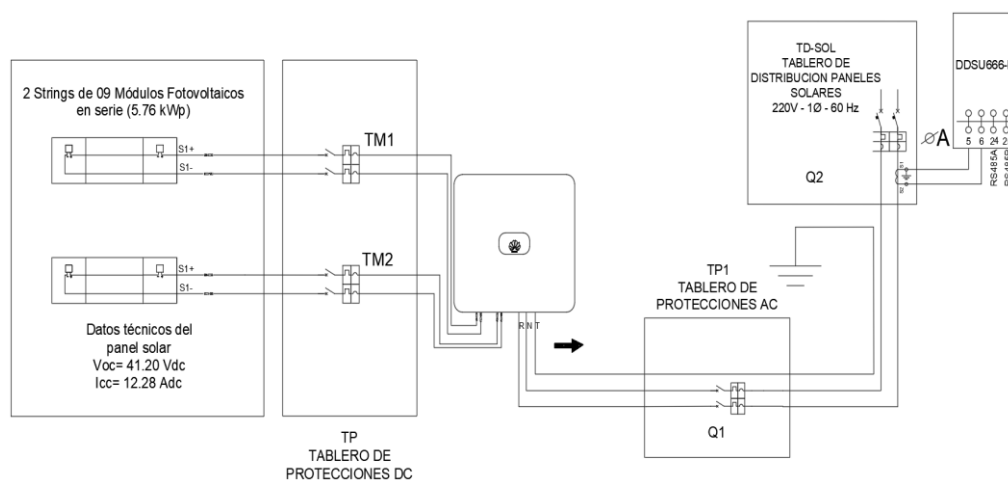 2 Strings de 09 Módulos Fotovoltaicos
en serie (5.76 kWp)
S1+
S1-
S1+
S1-
Datos técnicos del
panel solar
Voc= 41.20 Vdc
Icc= 12.28 Adc
TM1
TM2
TP
TABLERO DE
PROTECCIONES DC
R N T
TP1
TABLERO DE
PROTECCIONES AC
Q1
TD-SOL
TABLERO DE
DISTRIBUCION PANELES
SOLARES
220V - 1Ø - 60 Hz
Q2
A
DDSU666-
5 6 24 2
RS485A
RS485B